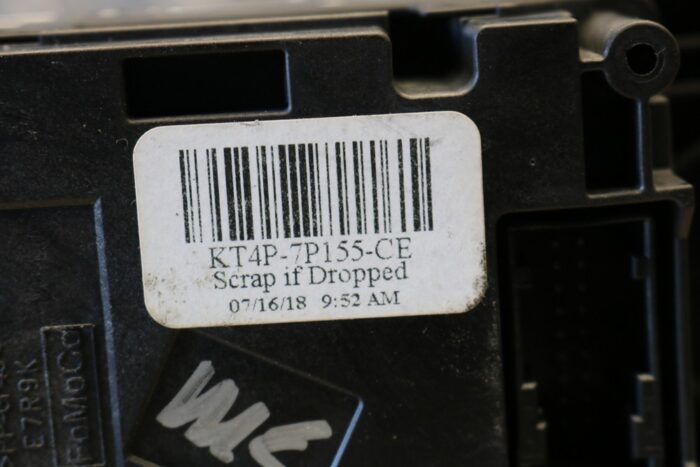 KT4P-7P155-CE
Scrap if Dropped
07/16/18 9:52 AM
E7R9K
FoMoCo